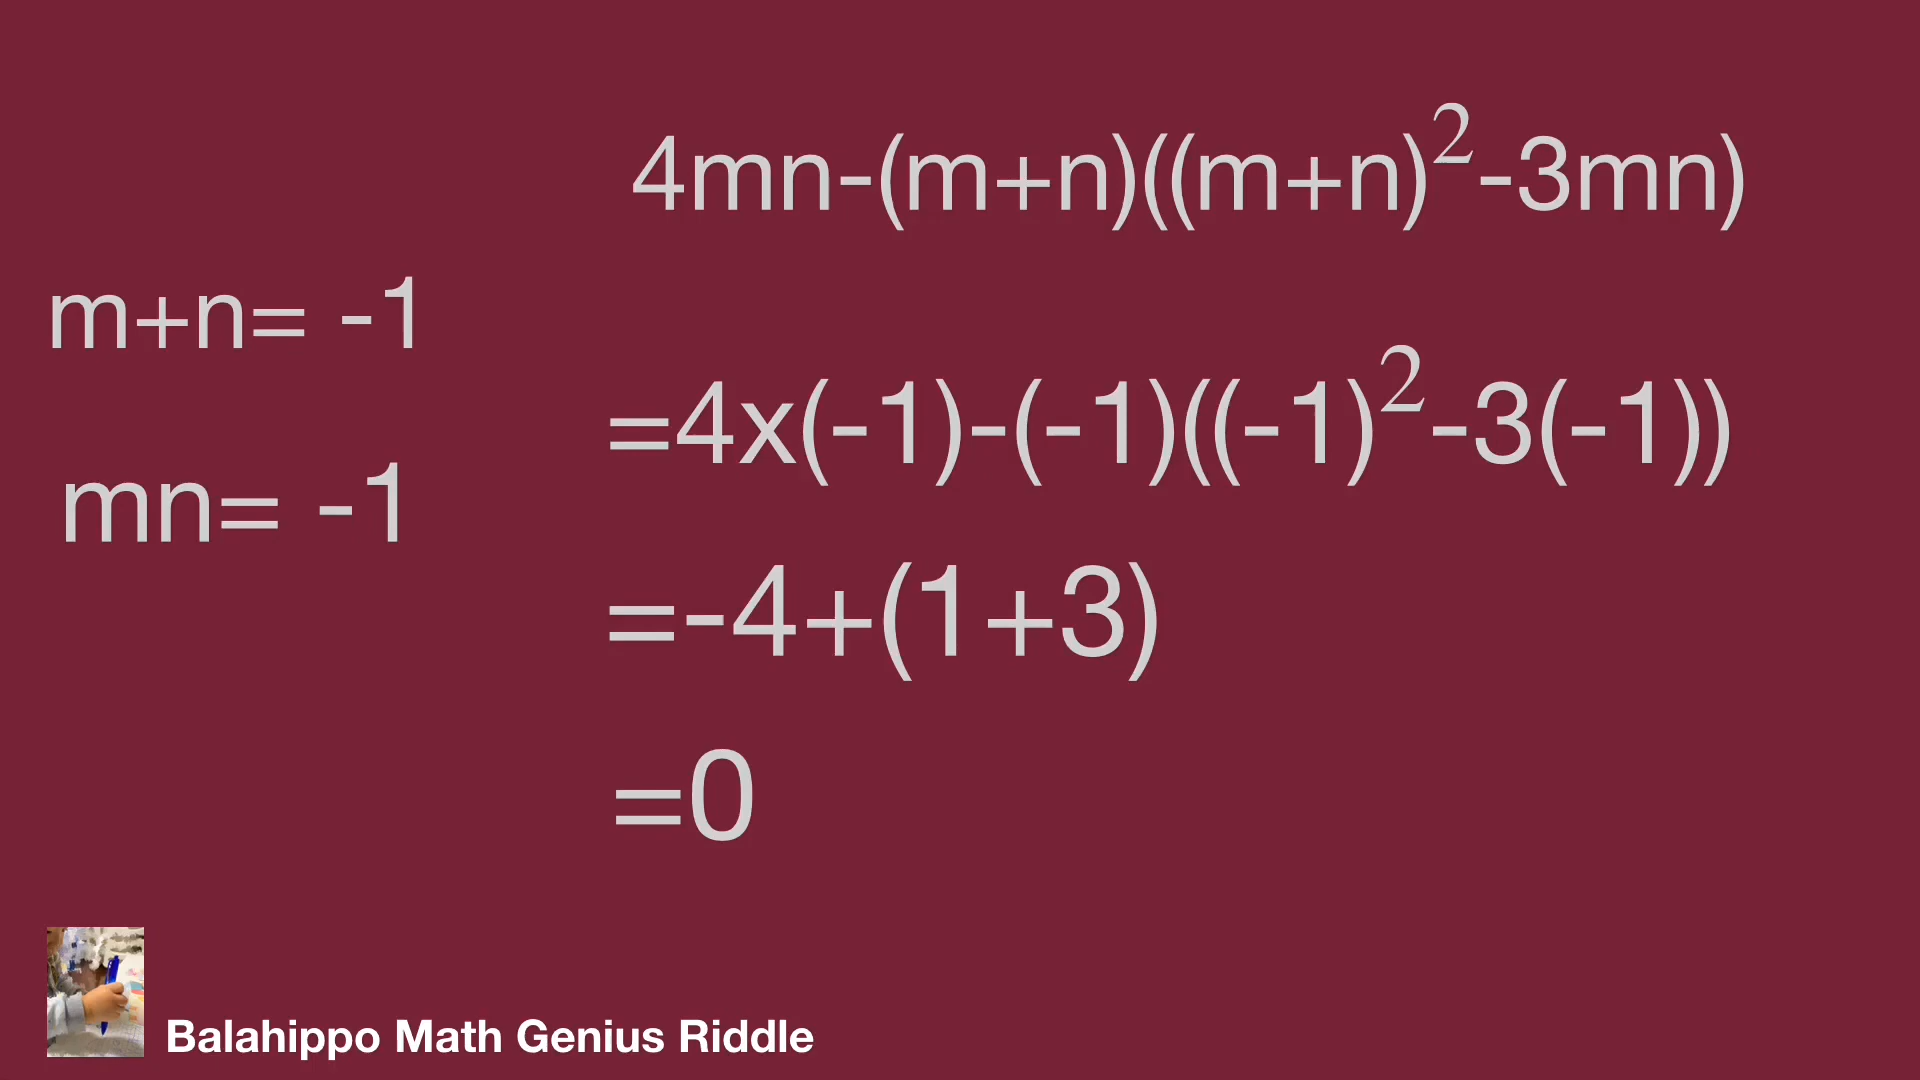 4mn-(m+n)((m+n)²-3mn)
m+n= -1
=4x(-1)-(-1)((-1)²-3(-1))
mn= -1
=-4+(1+3)
=0
Balahippo Math Genius Riddle